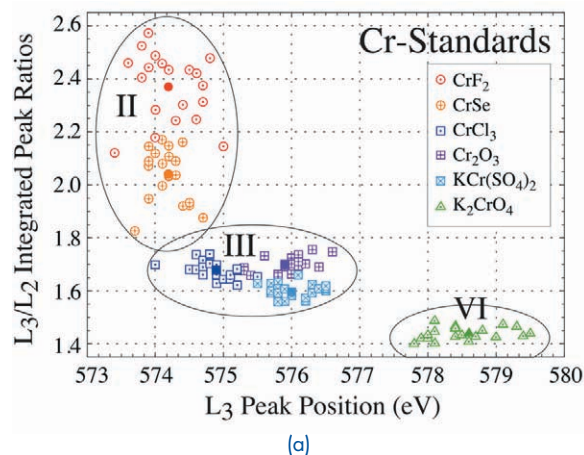 Cr-Standards
L₃/L₂ Integrated Peak Ratios
2.6
2.4
2.2
2.0
1.8
1.6
1.4
II
III
VI
CrF₂
CrSe
CrCl₃
Cr₂O₃
KCr(SO₄)₂
K₂CrO₄
573 574 575 576 577 578 579 580
L₃ Peak Position (eV)
(a)